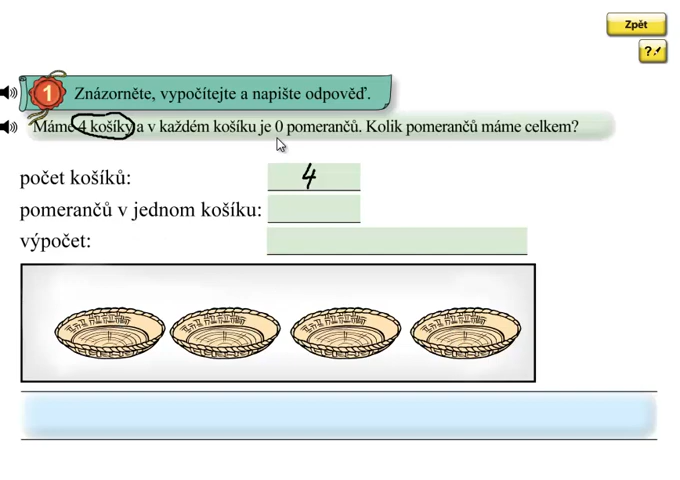 Zpět
?
1 Znázorněte, vypočítejte a napište odpověď.
Máme 4 košíky a v každém košíku je 0 pomerančů. Kolik pomerančů máme celkem?
počet košíků: 4
pomerančů v jednom košíku:
výpočet: